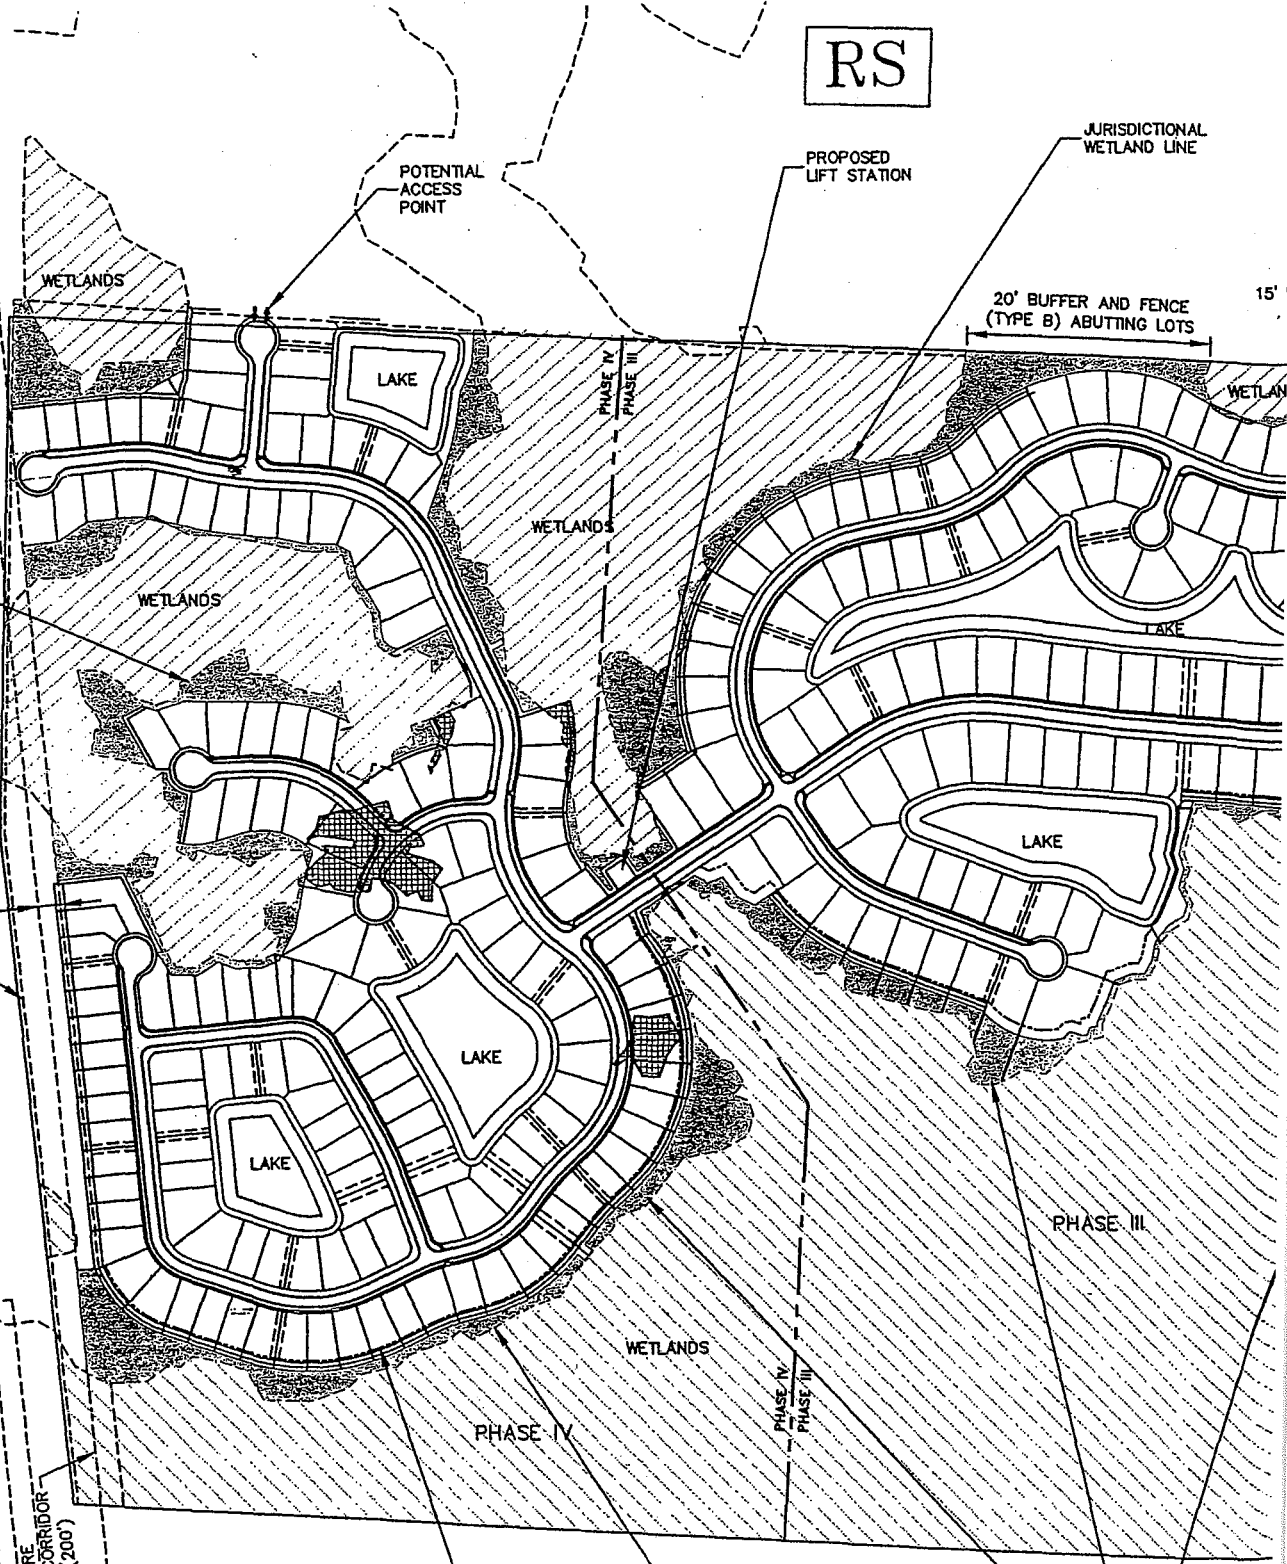 RS
JURISDICTIONAL
WETLAND LINE
PROPOSED
LIFT STATION
POTENTIAL
ACCESS
POINT
WETLANDS
20' BUFFER AND FENCE
(TYPE B) ABUTTING LOTS
15'
LAKE
PHASE IV
PHASE III
WETLAN
WETLANDS
WETLANDS
LAKE
LAKE
LAKE
LAKE
PHASE III
WETLANDS
PHASE IV
PHASE III
PHASE IV
RE
CORRIDOR
(200')